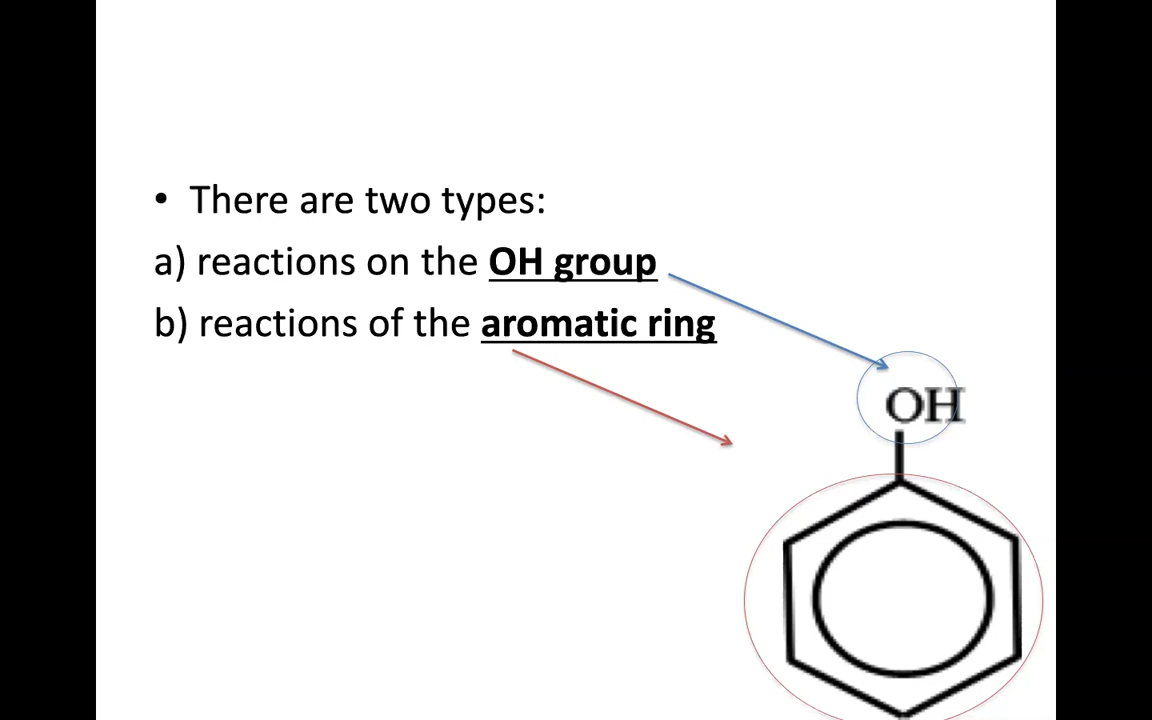 • There are two types:
a) reactions on the OH group
b) reactions of the aromatic ring
OH